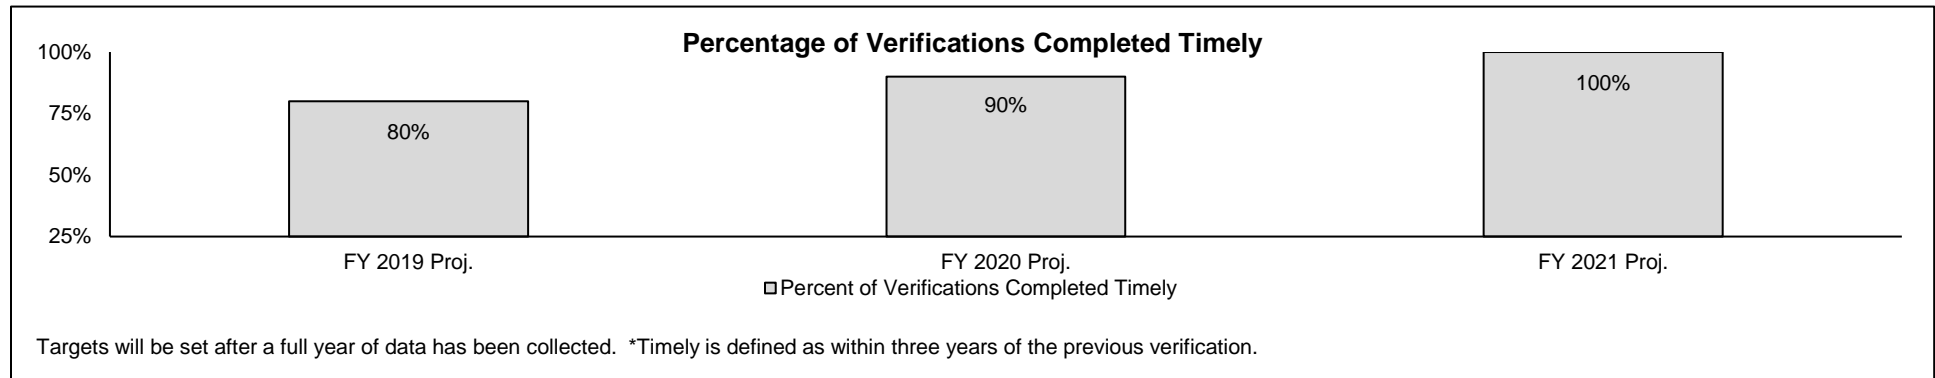 Percentage of Verifications Completed Timely
100%
75%
50%
25%
80%
90%
100%
FY 2019 Proj.
FY 2020 Proj.
FY 2021 Proj.
Percent of Verifications Completed Timely
Targets will be set after a full year of data has been collected.  *Timely is defined as within three years of the previous verification.